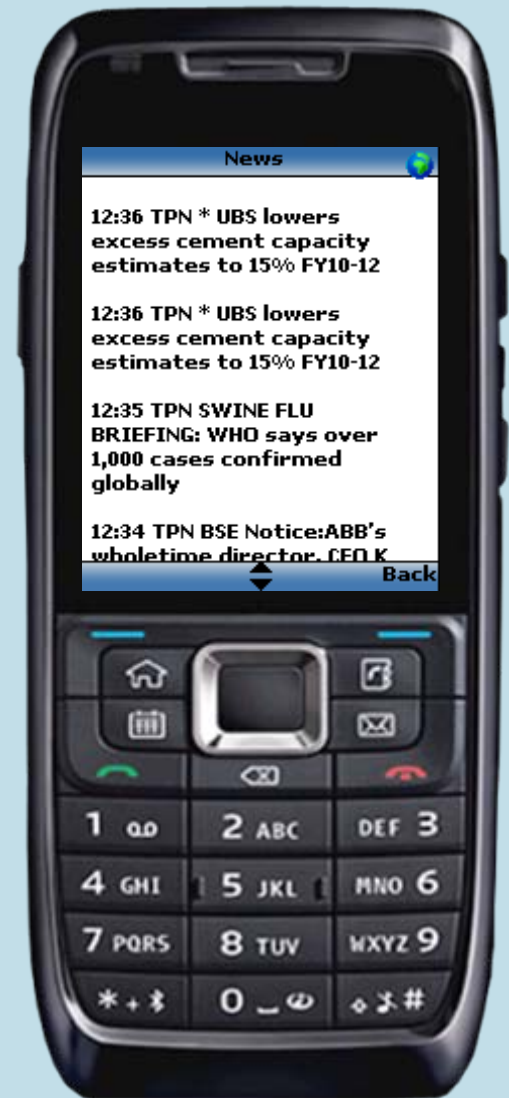 News
12:36 TPN * UBS lowers
excess cement capacity
estimates to 15% FY10-12
12:36 TPN * UBS lowers
excess cement capacity
estimates to 15% FY10-12
12:35 TPN SWINE FLU
BRIEFING: WHO says over
1,000 cases confirmed
globally
12:34 TPN BSE Notice:ABB's
wholetime director, CEO K
Back
1
2 ABC
DEF 3
4 GHI
5 JKL
MNO 6
7 PQRS
8 TUV
WXYZ 9
* +
0
#